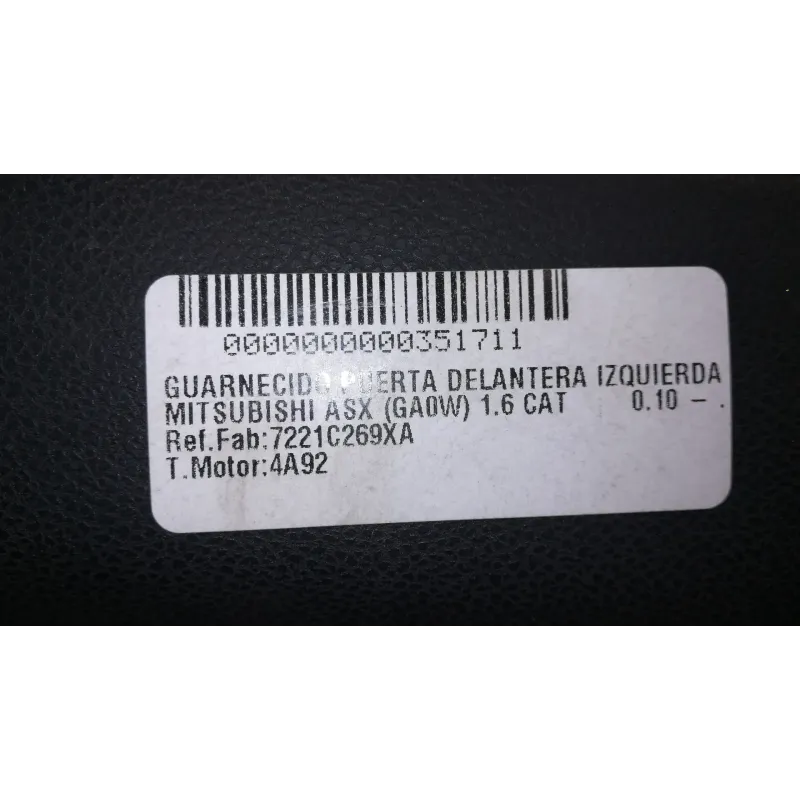 0000000000351711
GUARNECIDO PUERTA DELANTERA IZQUIERDA
MITSUBISHI ASX (GA0W) 1.6 CAT 0.10 - .
Ref.Fab:7221C269XA
T.Motor:4A92